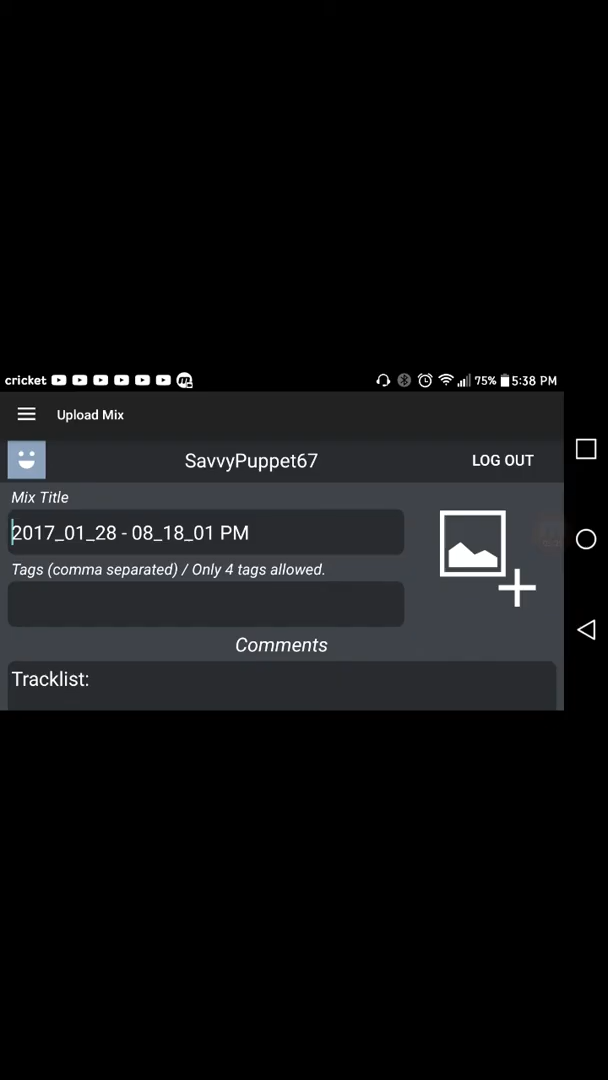 cricket 75% 5:38 PM
Upload Mix
SavvyPuppet67 LOG OUT
Mix Title
2017_01_28 - 08_18_01 PM
Tags (comma separated) / Only 4 tags allowed.
Comments
Tracklist: